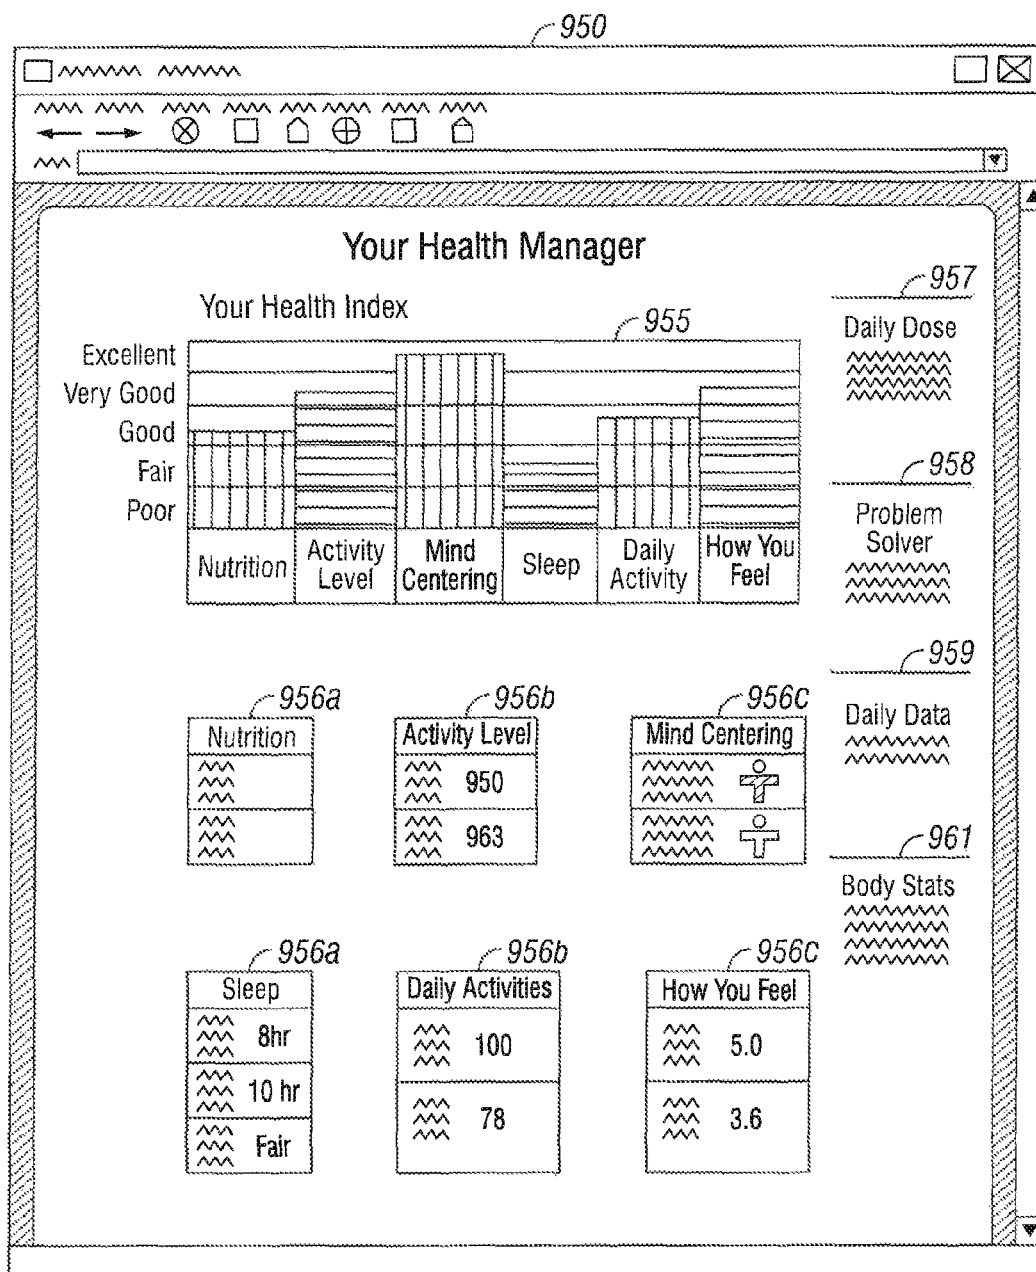 950
Your Health Manager
Your Health Index
955
957
Daily Dose
Excellent
Very Good
Good
Fair
Poor
Nutrition
Activity
Level
Mind
Centering
Sleep
Daily
Activity
How You
Feel
958
Problem
Solver
959
Daily Data
961
Body Stats
956a
Nutrition
956b
Activity Level
950
963
956c
Mind Centering
956a
Sleep
8hr
10 hr
Fair
956b
Daily Activities
100
78
956c
How You Feel
5.0
3.6